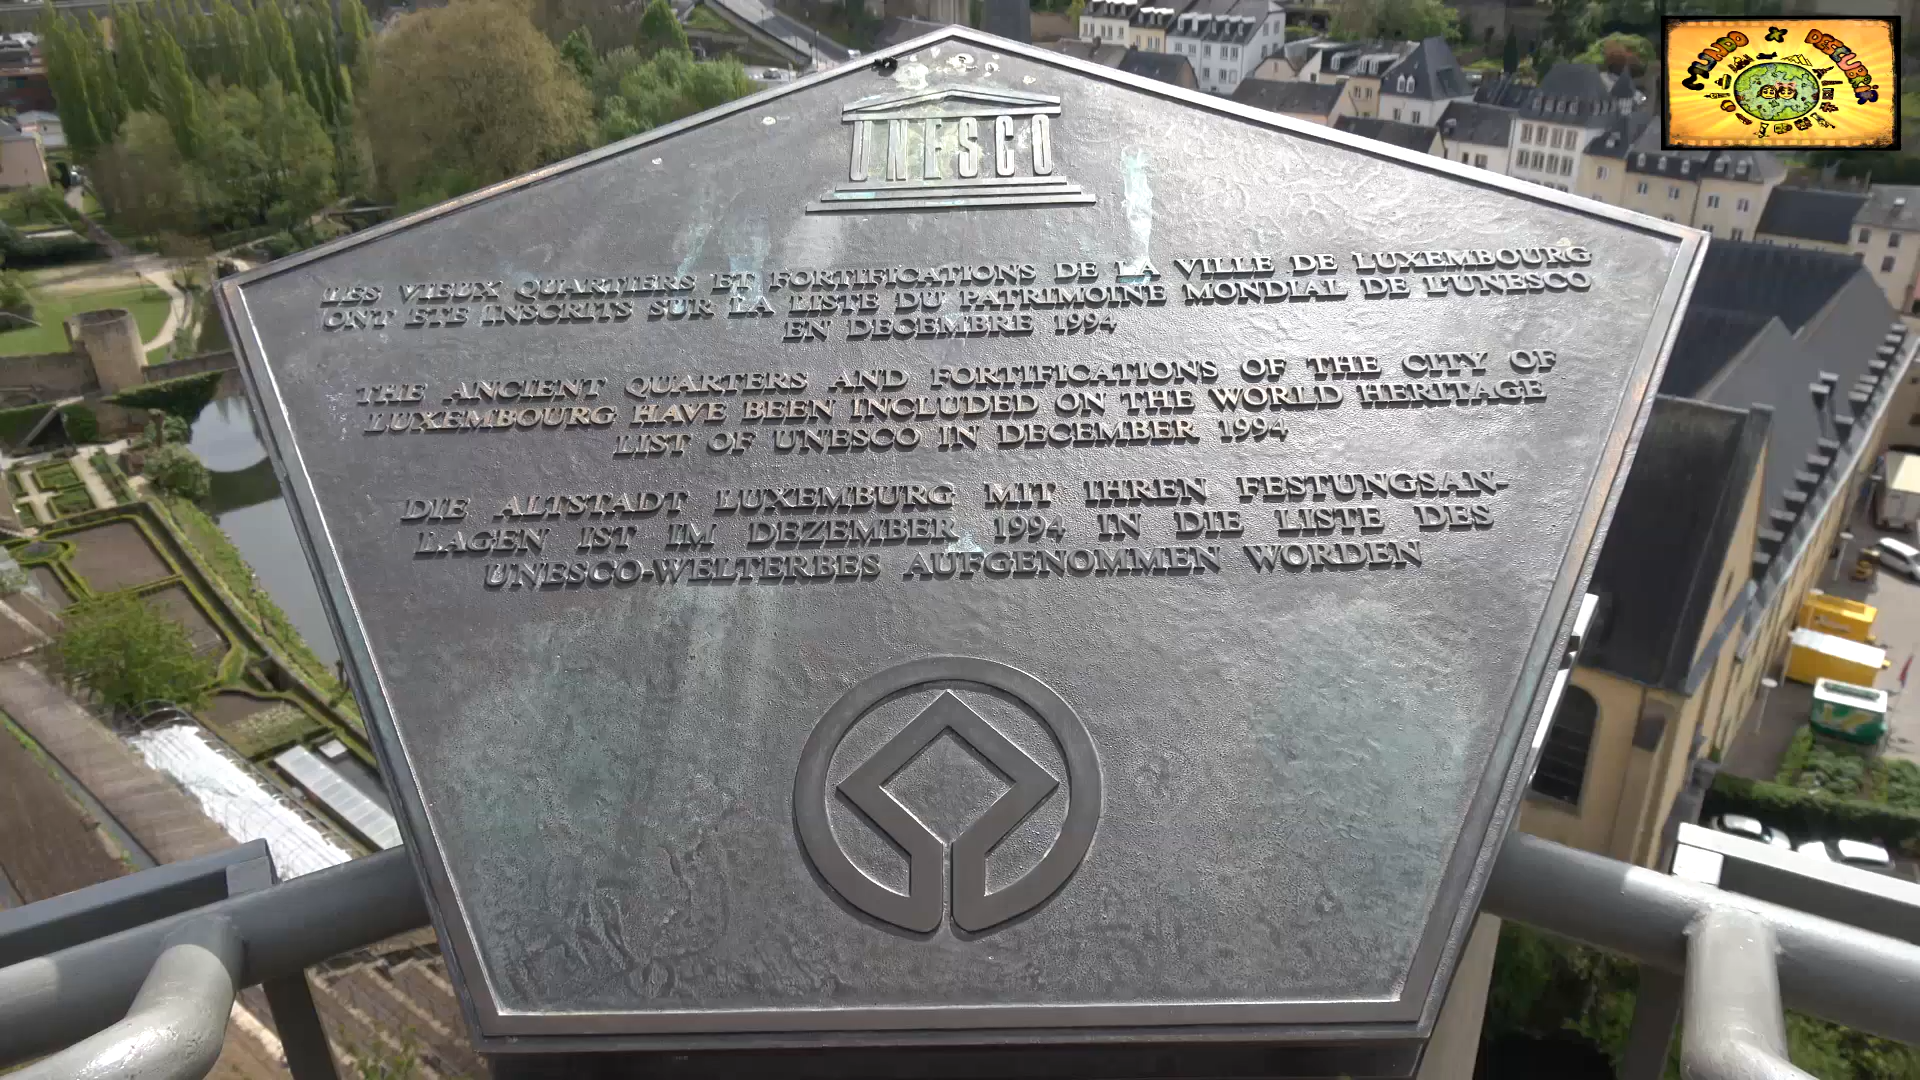 MUNDO X DESCUBRIR
UNESCO
LES VIEUX QUARTIERS ET FORTIFICATIONS DE LA VILLE DE LUXEMBOURG
ONT ETE INSCRITS SUR LA LISTE DU PATRIMOINE MONDIAL DE L'UNESCO
EN DECEMBRE 1994
THE ANCIENT QUARTERS AND FORTIFICATIONS OF THE CITY OF
LUXEMBOURG HAVE BEEN INCLUDED ON THE WORLD HERITAGE
LIST OF UNESCO IN DECEMBER 1994
DIE ALTSTADT LUXEMBURG MIT IHREN FESTUNGSAN-
LAGEN IST IM DEZEMBER 1994 IN DIE LISTE DES
UNESCO-WELTERBES AUFGENOMMEN WORDEN